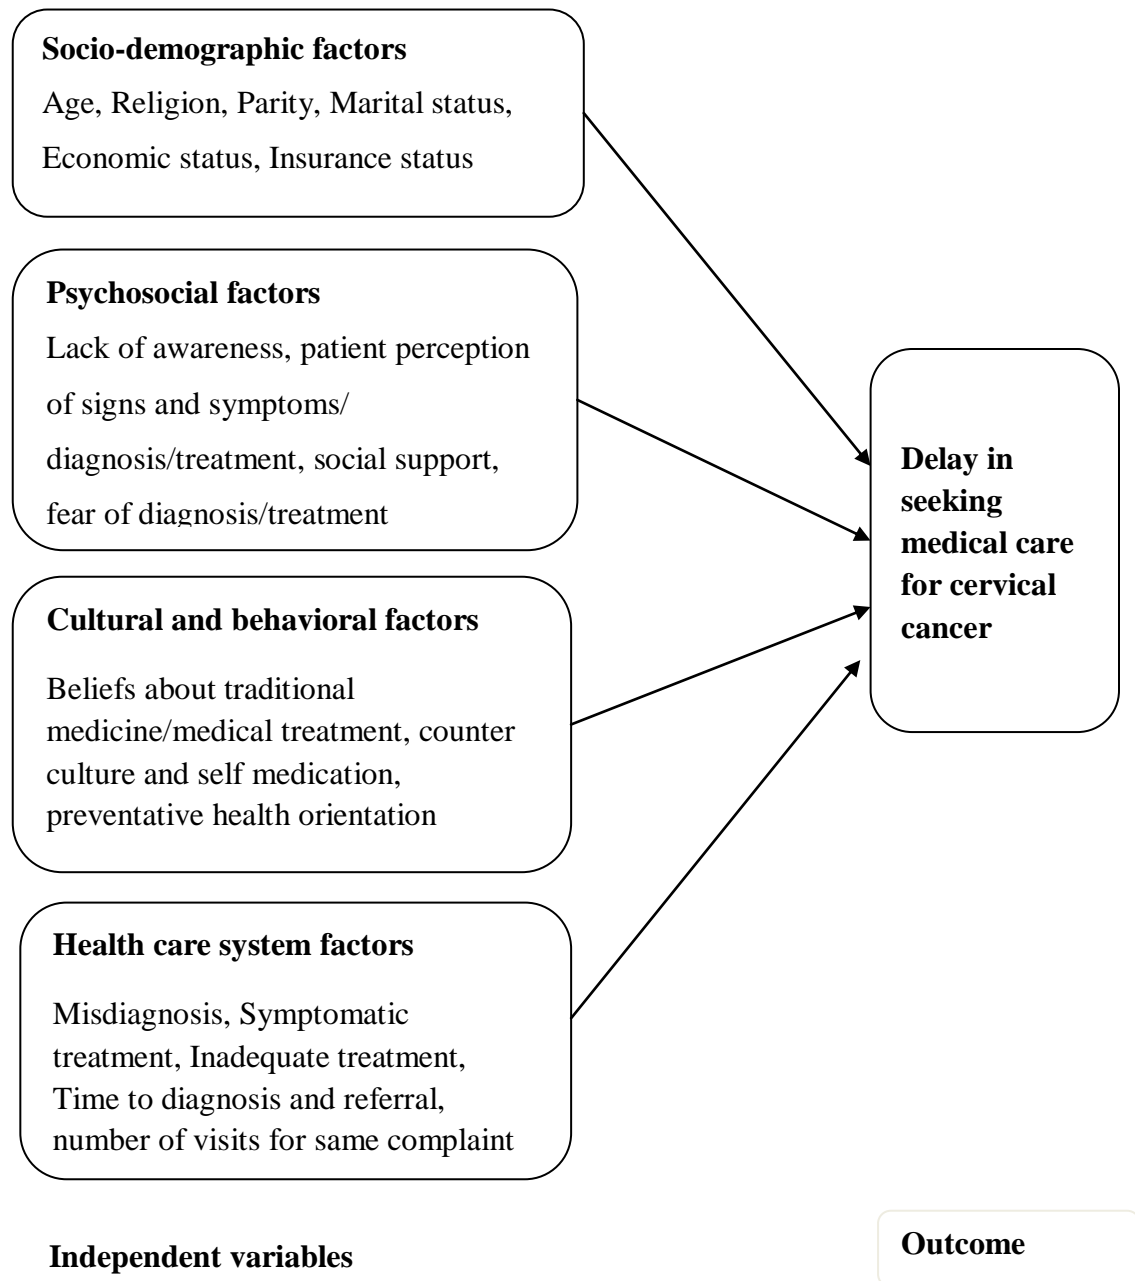 Socio-demographic factors
Age, Religion, Parity, Marital status,
Economic status, Insurance status
Psychosocial factors
Lack of awareness, patient perception
of signs and symptoms/
diagnosis/treatment, social support,
fear of diagnosis/treatment
Cultural and behavioral factors
Beliefs about traditional
medicine/medical treatment, counter
culture and self medication,
preventative health orientation
Health care system factors
Misdiagnosis, Symptomatic
treatment, Inadequate treatment,
Time to diagnosis and referral,
number of visits for same complaint
Delay in
seeking
medical care
for cervical
cancer
Independent variables
Outcome